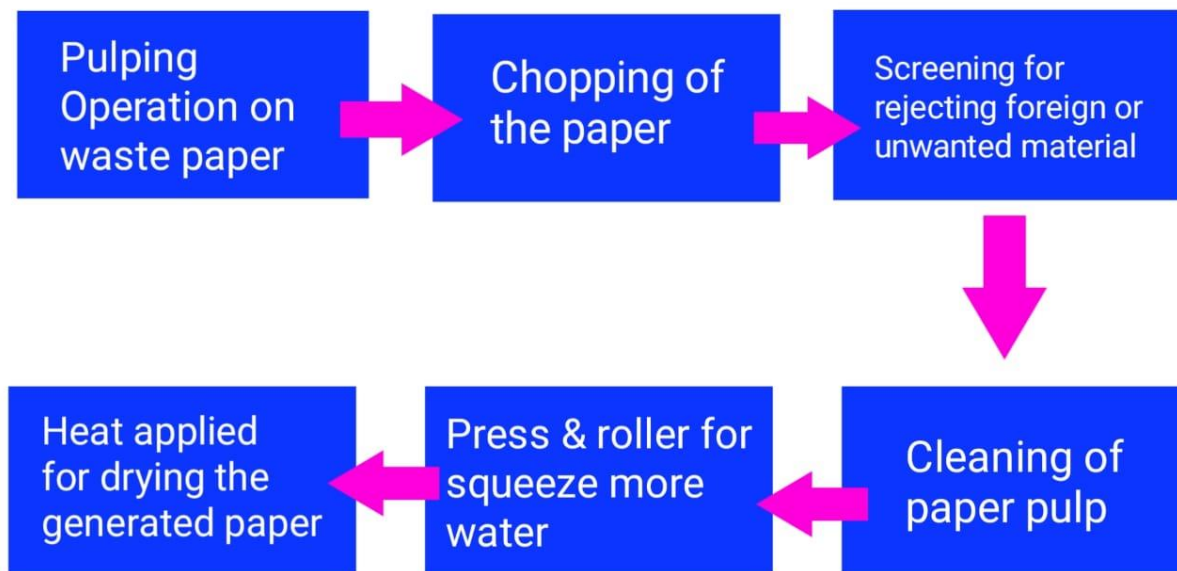 Pulping
Operation on
waste paper
Chopping of
the paper
Screening for
rejecting foreign or
unwanted material
Cleaning of
paper pulp
Press & roller for
squeeze more
water
Heat applied
for drying the
generated paper